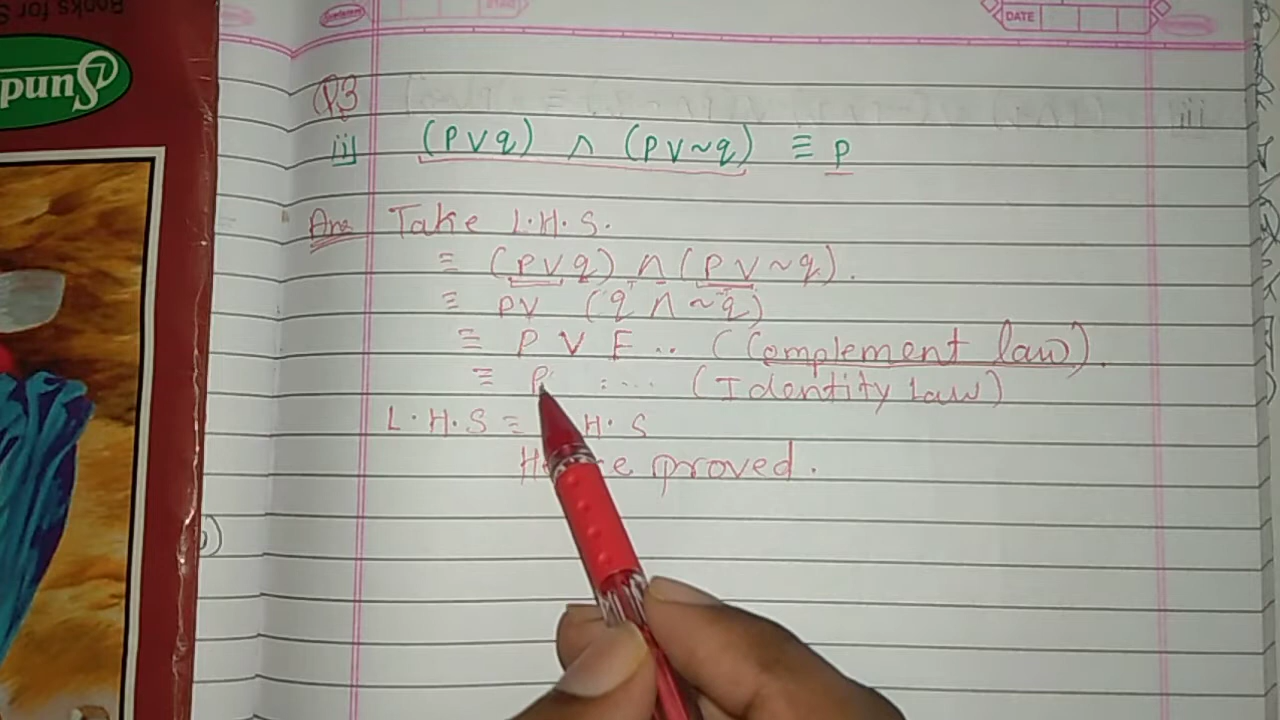 DATE
Q3
ii) (p∨q) ∧ (p∨~q) ≡ p
Ans Take L.H.S.
≡ (p∨q) ∧ (p∨~q).
≡ p∨ (q ∧ ~q)
≡ P ∨ F .. (Complement law).
≡ P .... (Identity Law)
L.H.S ≡ H.S
proved.